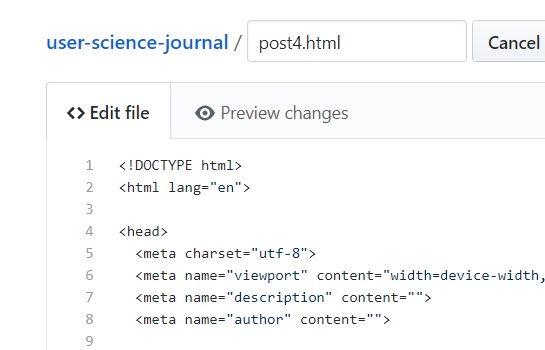 user-science-journal / post4.html Cancel
<> Edit file Preview changes
1 <!DOCTYPE html>
2 <html lang="en">
3
4 <head>
5 <meta charset="utf-8">
6 <meta name="viewport" content="width=device-width,
7 <meta name="description" content="">
8 <meta name="author" content="">
9